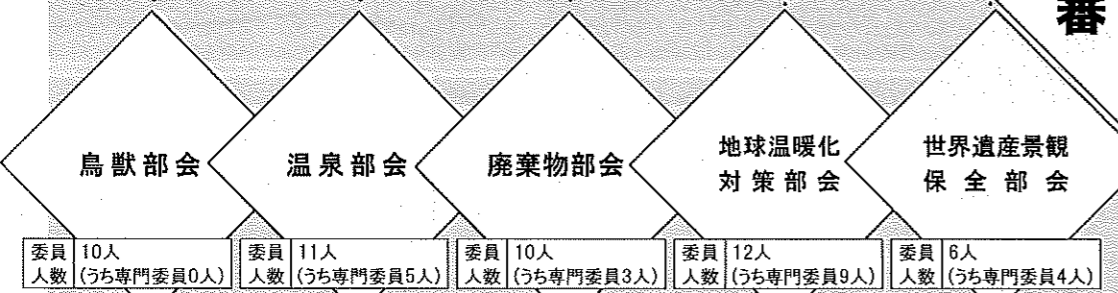 番
鳥獣部会
温泉部会
廃棄物部会
地球温暖化
対策部会
世界遺産景観
保全部会
委員人数 10人(うち専門委員0人)
委員人数 11人(うち専門委員5人)
委員人数 10人(うち専門委員3人)
委員人数 12人(うち専門委員9人)
委員人数 6人(うち専門委員4人)